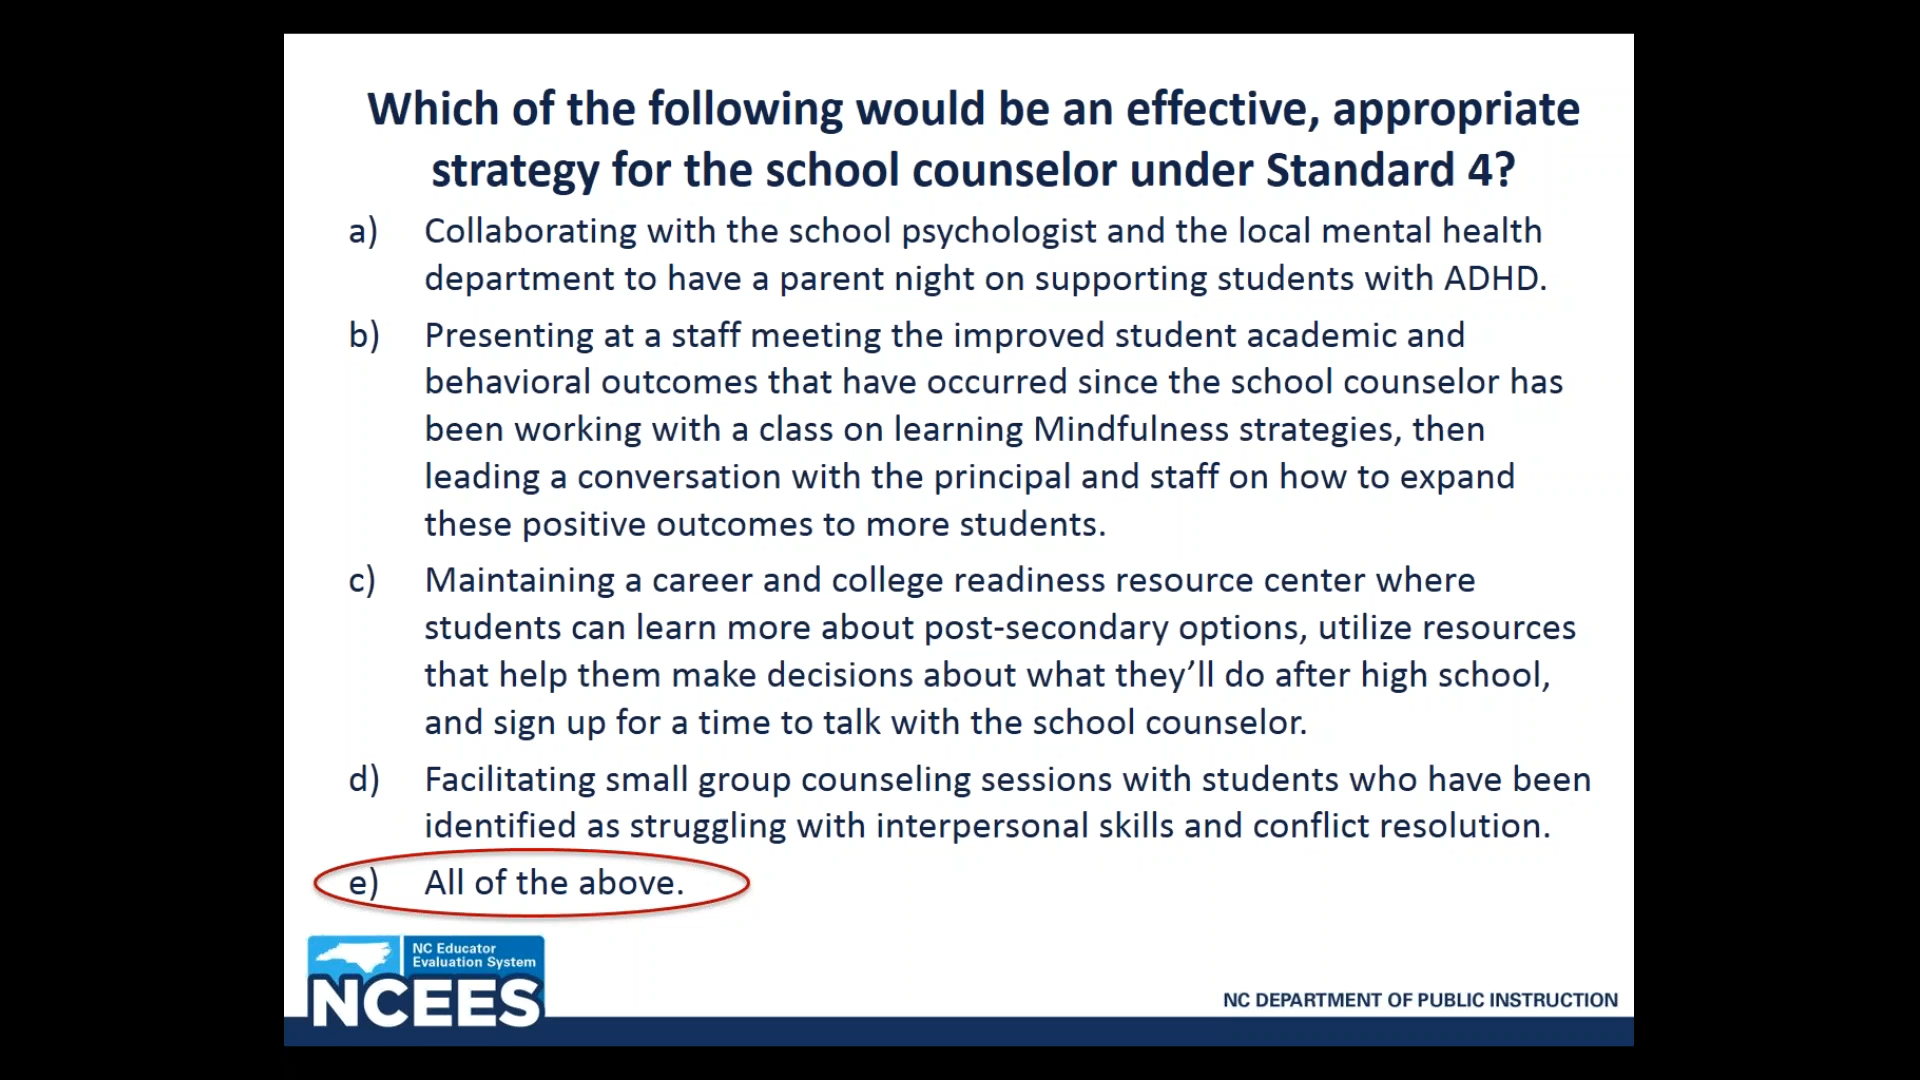 Which of the following would be an effective, appropriate
strategy for the school counselor under Standard 4?
a) Collaborating with the school psychologist and the local mental health
department to have a parent night on supporting students with ADHD.
b) Presenting at a staff meeting the improved student academic and
behavioral outcomes that have occurred since the school counselor has
been working with a class on learning Mindfulness strategies, then
leading a conversation with the principal and staff on how to expand
these positive outcomes to more students.
c) Maintaining a career and college readiness resource center where
students can learn more about post-secondary options, utilize resources
that help them make decisions about what they’ll do after high school,
and sign up for a time to talk with the school counselor.
d) Facilitating small group counseling sessions with students who have been
identified as struggling with interpersonal skills and conflict resolution.
e) All of the above.
NC Educator
Evaluation System
NCEES
NC DEPARTMENT OF PUBLIC INSTRUCTION